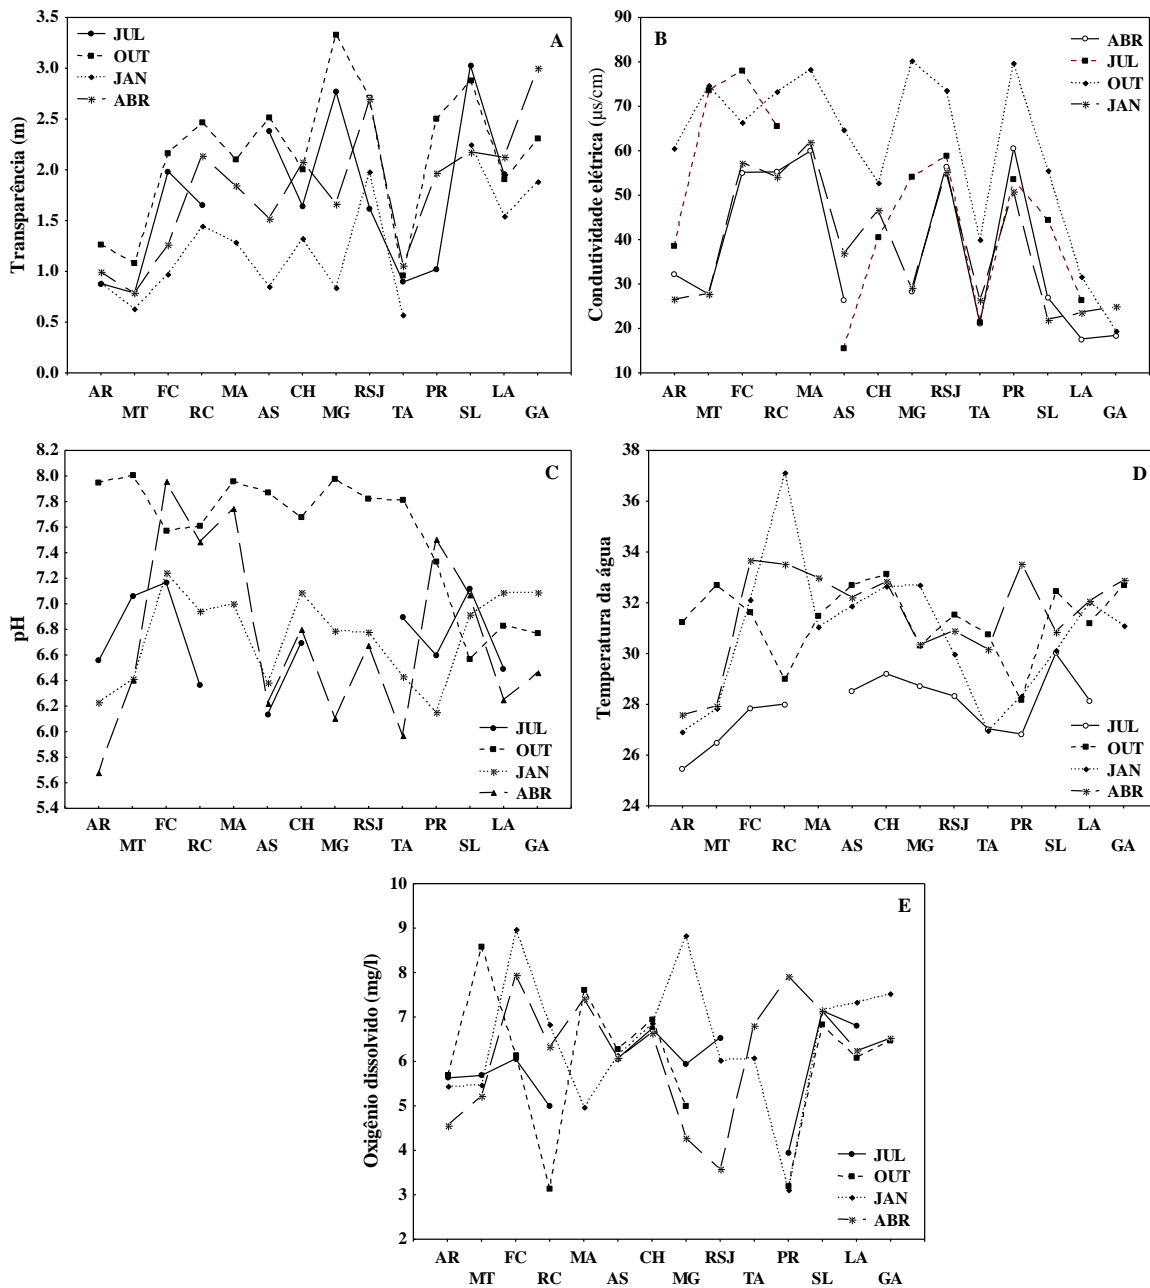 A
JUL
OUT
JAN
ABR
Transparência (m)
3.5
3.0
2.5
2.0
1.5
1.0
0.5
0.0
AR FC MA CH RSJ PR LA
MT RC AS MG TA SL GA
B
ABR
JUL
OUT
JAN
Condutividade elétrica (µs/cm)
90
80
70
60
50
40
30
20
10
AR FC MA CH RSJ PR LA
MT RC AS MG TA SL GA
C
pH
8.2
8.0
7.8
7.6
7.4
7.2
7.0
6.8
6.6
6.4
6.2
6.0
5.8
5.6
5.4
JUL
OUT
JAN
ABR
AR FC MA CH RSJ PR LA
MT RC AS MG TA SL GA
D
Temperatura da água
38
36
34
32
30
28
26
24
JUL
OUT
JAN
ABR
AR FC MA CH RSJ PR LA
MT RC AS MG TA SL GA
E
Oxigênio dissolvido (mg/l)
10
9
8
7
6
5
4
3
2
JUL
OUT
JAN
ABR
AR FC MA CH RSJ PR LA
MT RC AS MG TA SL GA